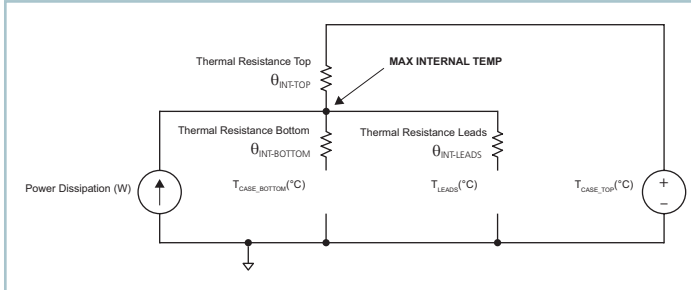 Thermal Resistance Top
θINT-TOP
MAX INTERNAL TEMP
Thermal Resistance Bottom
θINT-BOTTOM
Thermal Resistance Leads
θINT-LEADS
Power Dissipation (W)
TCASE_BOTTOM(°C)
TLEADS(°C)
TCASE_TOP(°C)
+
–